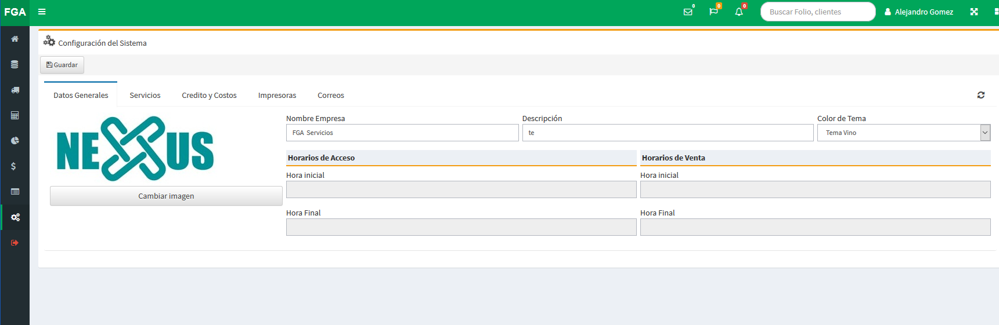 FGA
0
0
0
Buscar Folio, clientes
Alejandro Gomez
Configuración del Sistema
Guardar
Datos Generales
Servicios
Credito y Costos
Impresoras
Correos
NEXUS
Cambiar imagen
Nombre Empresa
FGA Servicios
Descripción
te
Color de Tema
Tema Vino
Horarios de Acceso
Hora inicial
Hora Final
Horarios de Venta
Hora inicial
Hora Final